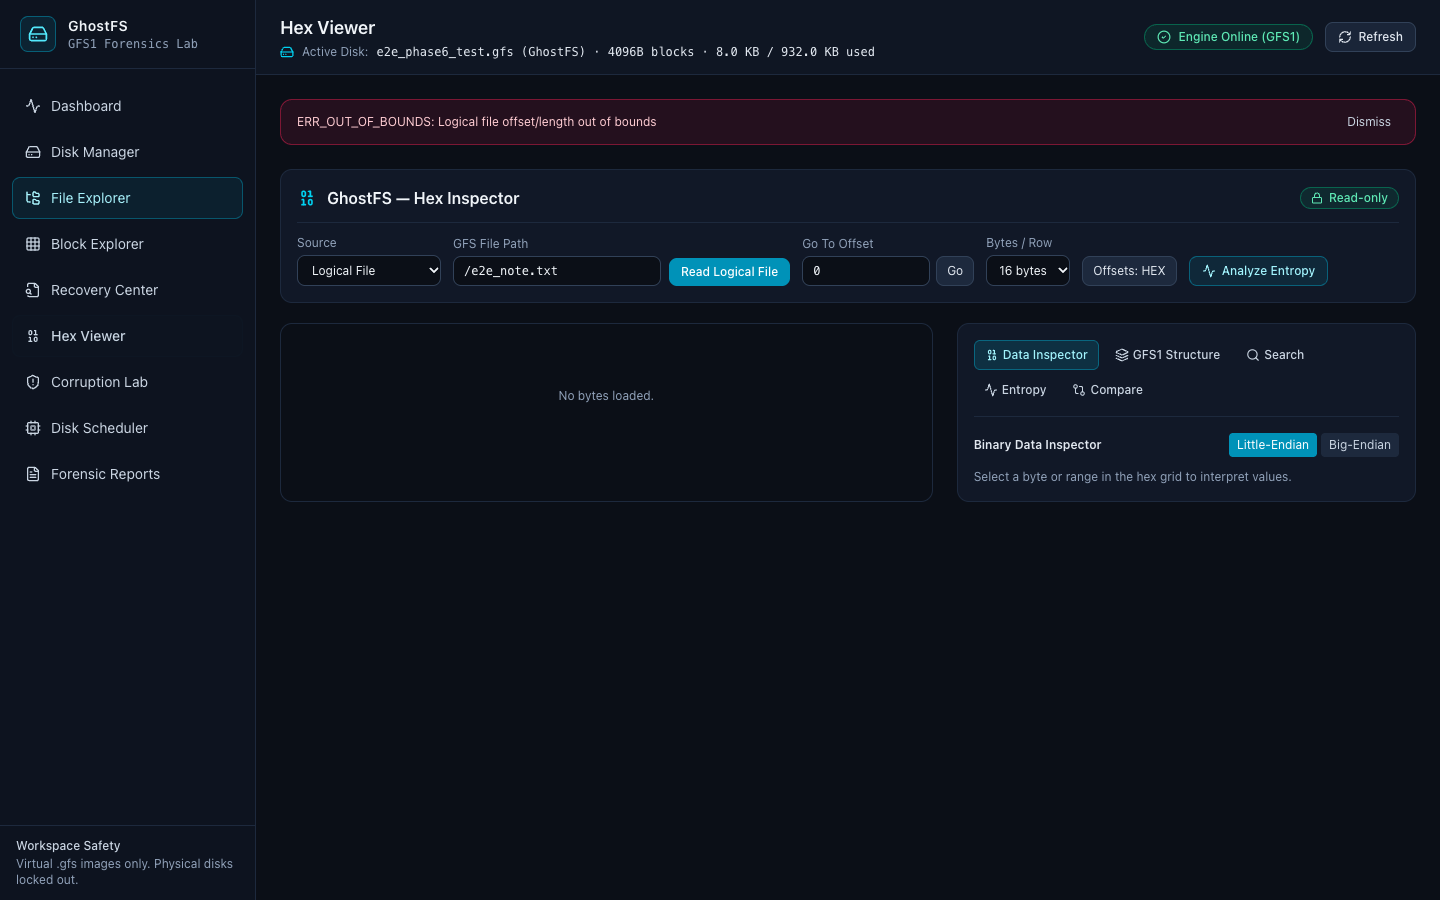 GhostFS
GFS1 Forensics Lab
Dashboard
Disk Manager
File Explorer
Block Explorer
Recovery Center
Hex Viewer
Corruption Lab
Disk Scheduler
Forensic Reports
Workspace Safety
Virtual .gfs images only. Physical disks
locked out.
Hex Viewer
Active Disk: e2e_phase6_test.gfs (GhostFS) · 4096B blocks · 8.0 KB / 932.0 KB used
Engine Online (GFS1)
Refresh
ERR_OUT_OF_BOUNDS: Logical file offset/length out of bounds
Dismiss
GhostFS — Hex Inspector
Read-only
Source
Logical File
GFS File Path
/e2e_note.txt
Read Logical File
Go To Offset
0
Go
Bytes / Row
16 bytes
Offsets: HEX
Analyze Entropy
No bytes loaded.
Data Inspector
GFS1 Structure
Search
Entropy
Compare
Binary Data Inspector
Little-Endian
Big-Endian
Select a byte or range in the hex grid to interpret values.